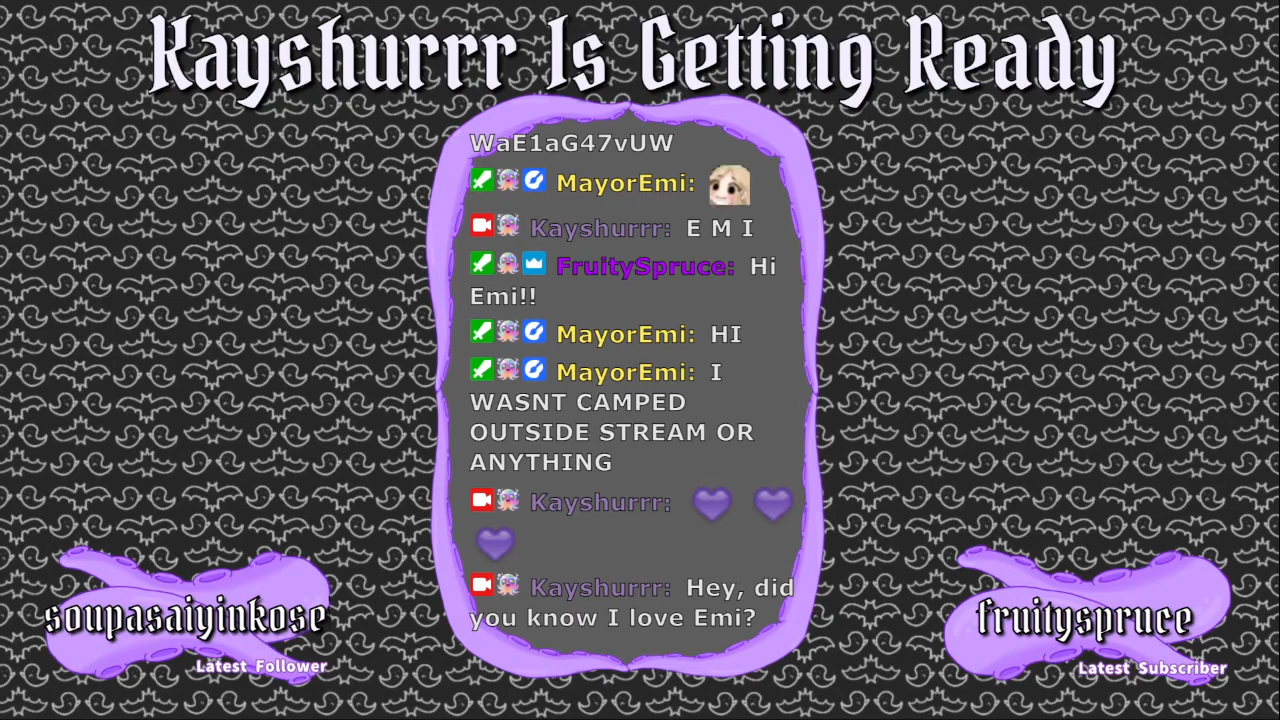 Kayshurrr Is Getting Ready
WaE1aG47vUW
MayorEmi:
Kayshurrr: E M I
FruitySpruce: Hi
Emi!!
MayorEmi: HI
MayorEmi: I
WASNT CAMPED
OUTSIDE STREAM OR
ANYTHING
Kayshurrr:
Kayshurrr: Hey, did
you know I love Emi?
soupasaiyinkose
Latest Follower
fruityspruce
Latest Subscriber